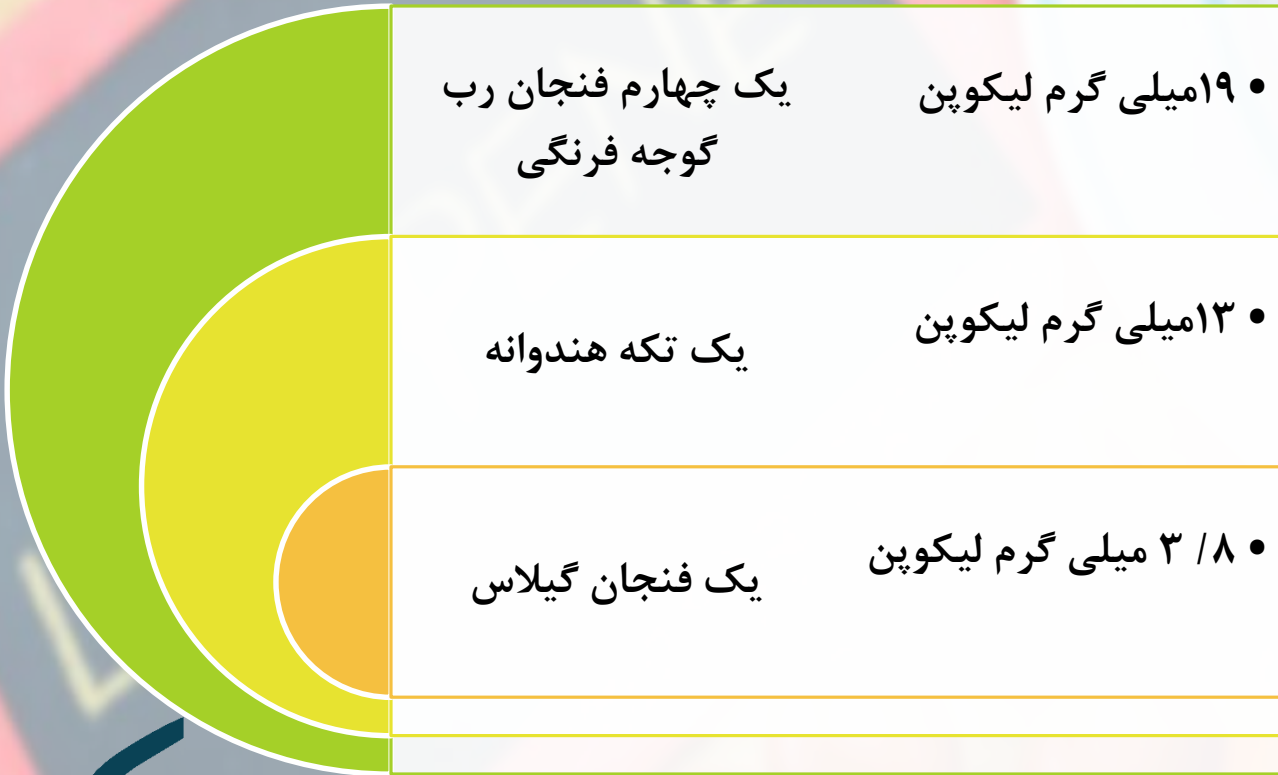 • ۱۹میلی گرم لیکوپن
یک چهارم فنجان رب
گوجه فرنگی
• ۱۳میلی گرم لیکوپن
یک تکه هندوانه
• ۸/ ۳ میلی گرم لیکوپن
یک فنجان گیلاس